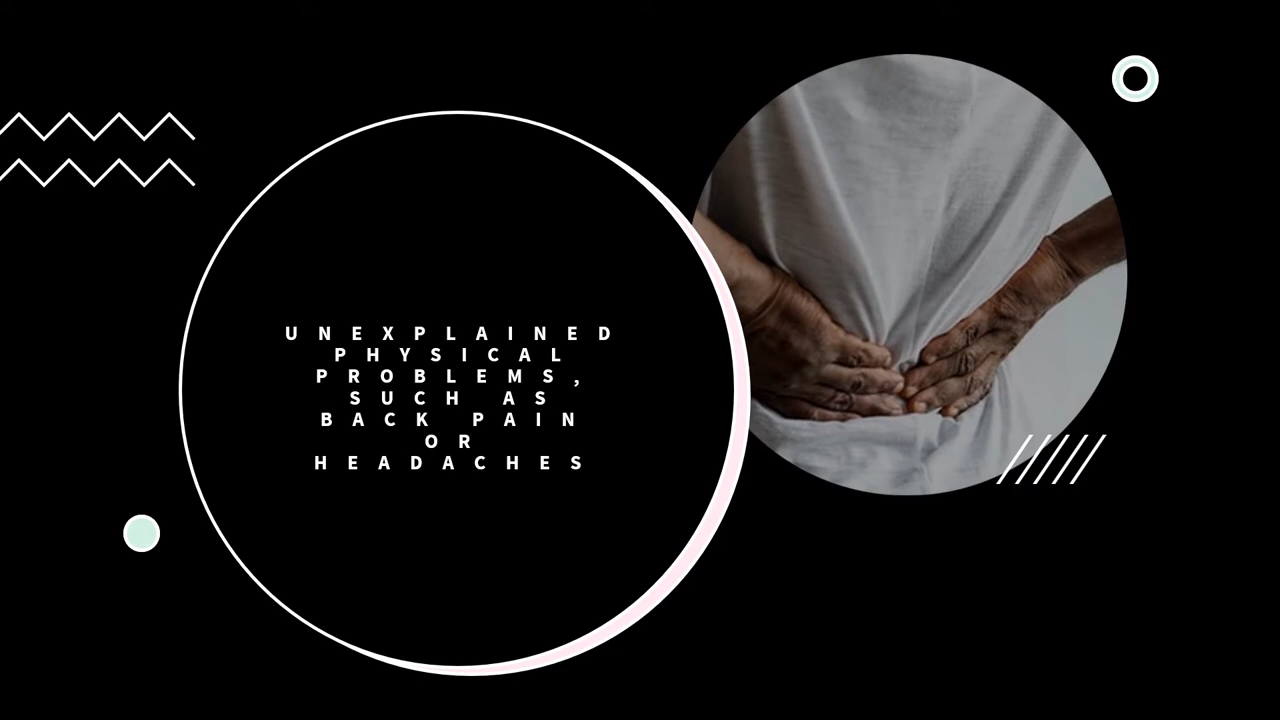 UNEXPLAINED
PHYSICAL
PROBLEMS,
SUCH AS
BACK PAIN
OR
HEADACHES